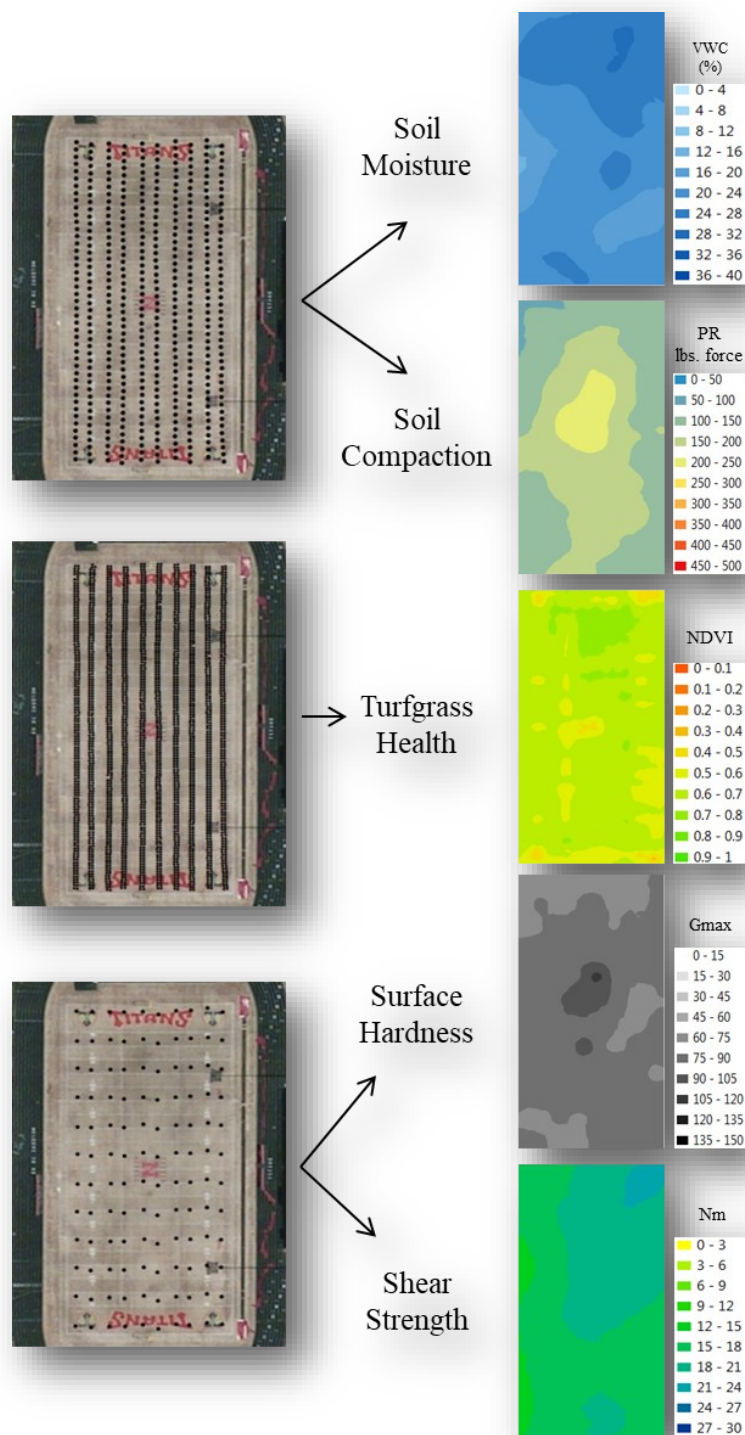 Soil
Moisture
VWC
(%)
0 - 4
4 - 8
8 - 12
12 - 16
16 - 20
20 - 24
24 - 28
28 - 32
32 - 36
36 - 40
TITANS
TITANS
Soil
Compaction
PR
lbs. force
0 - 50
50 - 100
100 - 150
150 - 200
200 - 250
250 - 300
300 - 350
350 - 400
400 - 450
450 - 500
TITANS
N
TITANS
Turfgrass
Health
NDVI
0 - 0.1
0.1 - 0.2
0.2 - 0.3
0.3 - 0.4
0.4 - 0.5
0.5 - 0.6
0.6 - 0.7
0.7 - 0.8
0.8 - 0.9
0.9 - 1
Surface
Hardness
Gmax
0 - 15
15 - 30
30 - 45
45 - 60
60 - 75
75 - 90
90 - 105
105 - 120
120 - 135
135 - 150
TITANS
N
TITANS
Shear
Strength
Nm
0 - 3
3 - 6
6 - 9
9 - 12
12 - 15
15 - 18
18 - 21
21 - 24
24 - 27
27 - 30